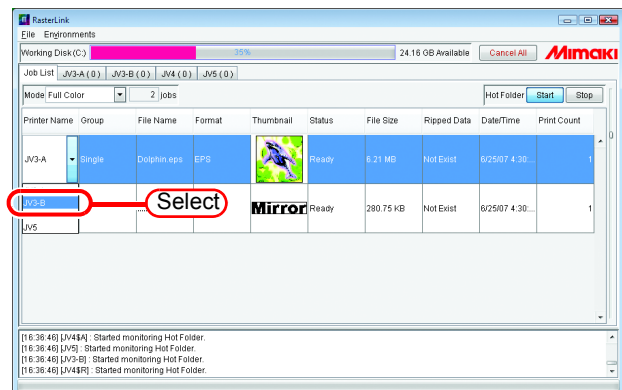 RasterLink
File Environments
Working Disk(C:) 35% 24.16 GB Available Cancel All Mimaki
Job List JV3-A ( 0 ) JV3-B ( 0 ) JV4 ( 0 ) JV5 ( 0 )
Mode Full Color 2 jobs Hot Folder Start Stop
Printer Name Group File Name Format Thumbnail Status File Size Ripped Data Date/Time Print Count
JV3-A Single Dolphin.eps EPS Ready 6.21 MB Not Exist 6/25/07 4:30:... 1
JV3-B Select Mirror Ready 280.75 KB Not Exist 6/25/07 4:30:... 1
JV5
[16:36:46] [JV4$A] : Started monitoring Hot Folder.
[16:36:46] [JV5] : Started monitoring Hot Folder.
[16:36:46] [JV3-B] : Started monitoring Hot Folder.
[16:36:46] [JV4$R] : Started monitoring Hot Folder.